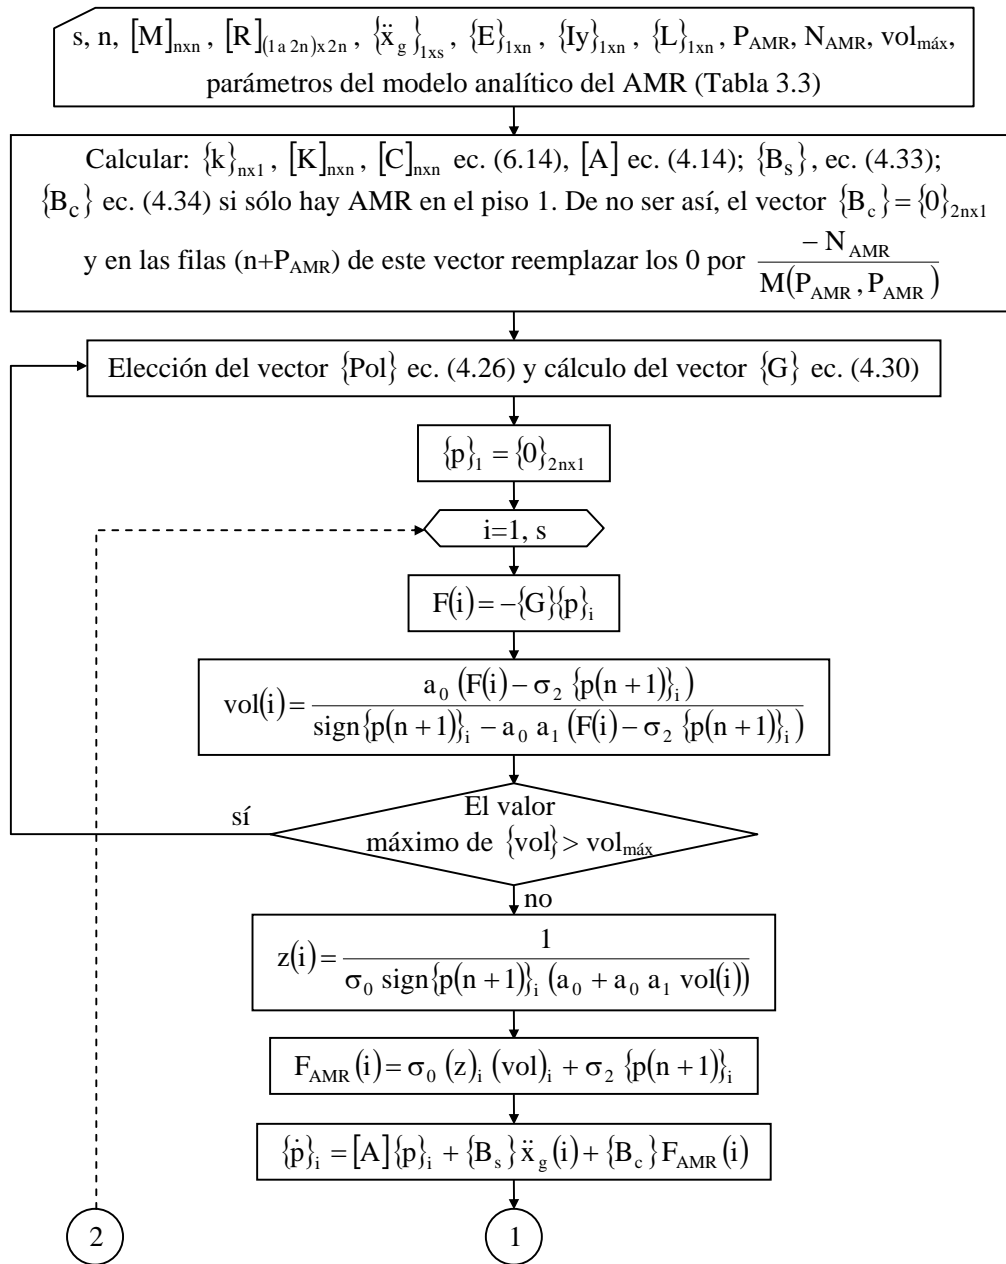 s, n, [M]nxn , [R](1 a 2n)x 2n , {ẍg}1xs , {E}1xn , {Iy}1xn , {L}1xn , PAMR, NAMR, volmáx,
parámetros del modelo analítico del AMR (Tabla 3.3)
Calcular: {k}nx1 , [K]nxn , [C]nxn ec. (6.14), [A] ec. (4.14); {Bs}, ec. (4.33);
{Bc} ec. (4.34) si sólo hay AMR en el piso 1. De no ser así, el vector {Bc} = {0}2nx1
y en las filas (n+PAMR) de este vector reemplazar los 0 por − NAMR / M(PAMR , PAMR)
Elección del vector {Pol} ec. (4.26) y cálculo del vector {G} ec. (4.30)
{p}1 = {0}2nx1
i=1, s
F(i) = −{G}{p}i
vol(i) = a0 (F(i) − σ2 {p(n + 1)}i) / sign{p(n + 1)}i − a0 a1 (F(i) − σ2 {p(n + 1)}i)
El valor
máximo de {vol} > volmáx
sí
no
z(i) = 1 / σ0 sign{p(n + 1)}i (a0 + a0 a1 vol(i))
FAMR (i) = σ0 (z)i (vol)i + σ2 {p(n + 1)}i
{ṗ}i = [A]{p}i + {Bs} ẍg (i) + {Bc} FAMR (i)
2
1